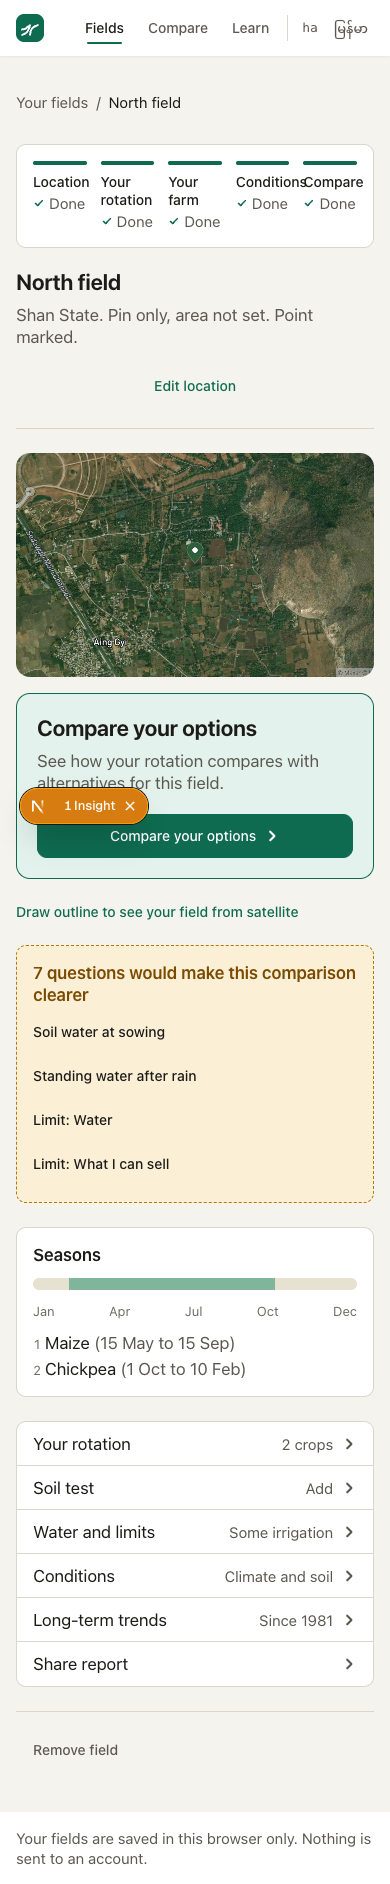 Fields Compare Learn ha မြန်မာ
Your fields / North field
Location Your rotation Your farm Conditions Compare
Done Done Done Done Done
North field
Shan State. Pin only, area not set. Point
marked.
Edit location
Aing Gyi
Compare your options
See how your rotation compares with
alternatives for this field.
1 Insight
Compare your options
Draw outline to see your field from satellite
7 questions would make this comparison
clearer
Soil water at sowing
Standing water after rain
Limit: Water
Limit: What I can sell
Seasons
Jan Apr Jul Oct Dec
1 Maize (15 May to 15 Sep)
2 Chickpea (1 Oct to 10 Feb)
Your rotation 2 crops
Soil test Add
Water and limits Some irrigation
Conditions Climate and soil
Long-term trends Since 1981
Share report
Remove field
Your fields are saved in this browser only. Nothing is
sent to an account.